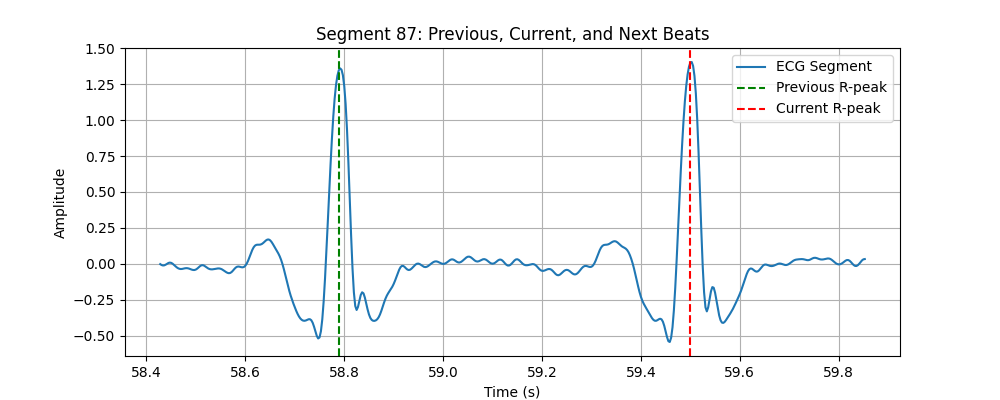 Segment 87: Previous, Current, and Next Beats
1.50
1.25
1.00
0.75
0.50
0.25
0.00
−0.25
−0.50
Amplitude
ECG Segment
Previous R-peak
Current R-peak
58.4 58.6 58.8 59.0 59.2 59.4 59.6 59.8
Time (s)